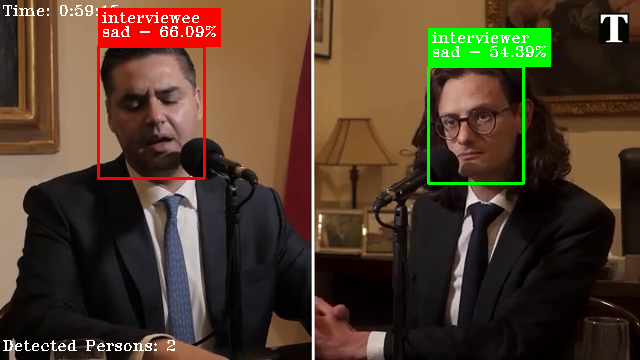 Time: 0:59:
interviewee
sad - 66.09%
interviewer
sad - 54.39%
T
Detected Persons: 2